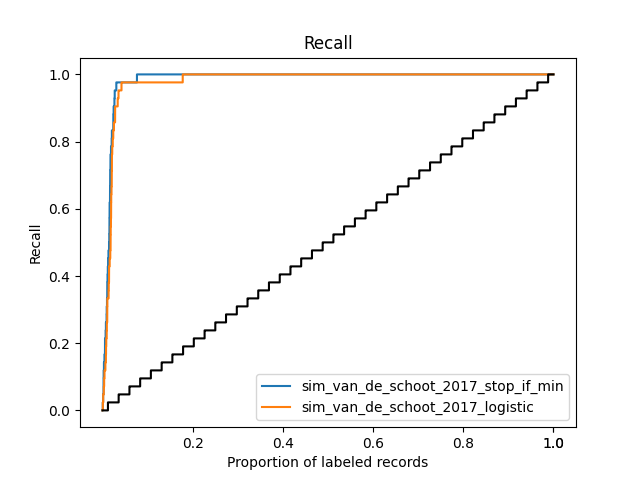 Recall
1.0
0.8
0.6
0.4
0.2
0.0
Recall
sim_van_de_schoot_2017_stop_if_min
sim_van_de_schoot_2017_logistic
0.2 0.4 0.6 0.8 1.0 1.0
Proportion of labeled records